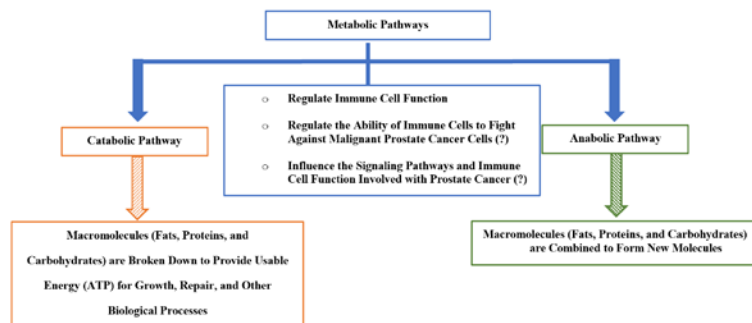 Metabolic Pathways
○ Regulate Immune Cell Function
○ Regulate the Ability of Immune Cells to Fight
Against Malignant Prostate Cancer Cells (?)
○ Influence the Signaling Pathways and Immune
Cell Function Involved with Prostate Cancer (?)
Catabolic Pathway
Anabolic Pathway
Macromolecules (Fats, Proteins, and
Carbohydrates) are Broken Down to Provide Usable
Energy (ATP) for Growth, Repair, and Other
Biological Processes
Macromolecules (Fats, Proteins, and Carbohydrates)
are Combined to Form New Molecules